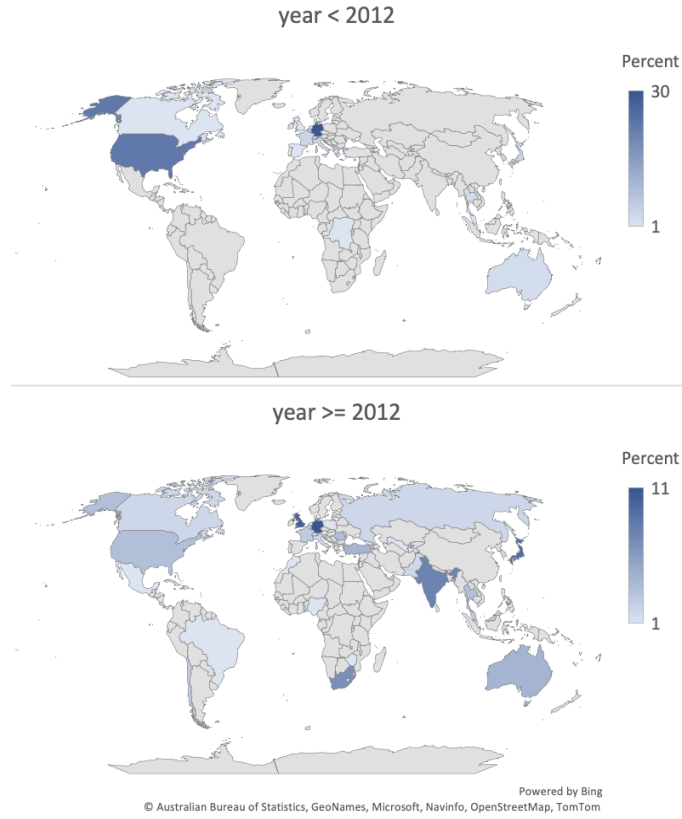 year < 2012
Percent
30
1
year >= 2012
Percent
11
1
Powered by Bing
© Australian Bureau of Statistics, GeoNames, Microsoft, Navinfo, OpenStreetMap, TomTom